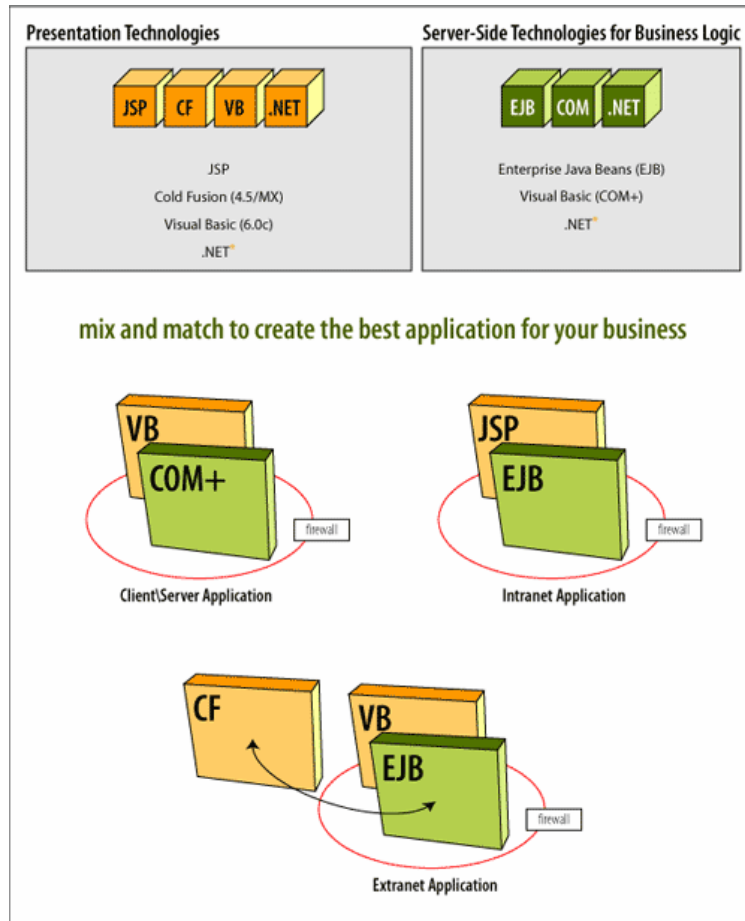 Presentation Technologies
JSP CF VB .NET
JSP
Cold Fusion (4.5/MX)
Visual Basic (6.0c)
.NET*
Server-Side Technologies for Business Logic
EJB COM .NET
Enterprise Java Beans (EJB)
Visual Basic (COM+)
.NET*
mix and match to create the best application for your business
VB
COM+
firewall
Client\Server Application
JSP
EJB
firewall
Intranet Application
CF
VB
EJB
firewall
Extranet Application